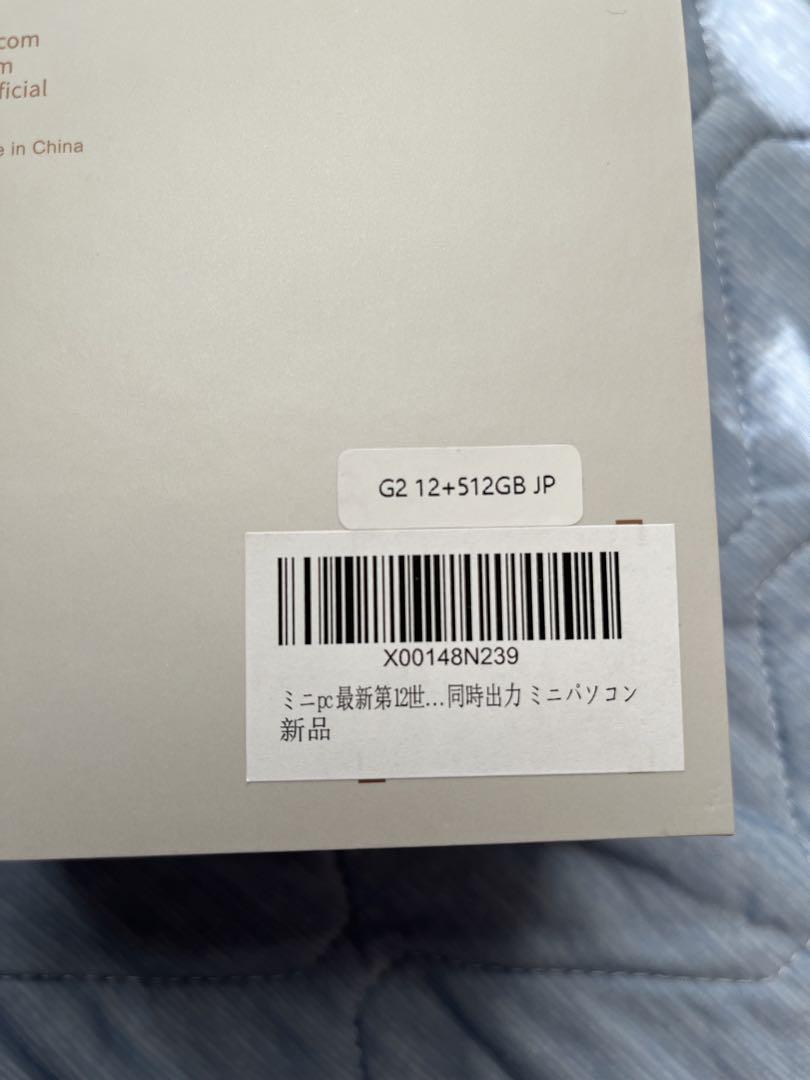 com
m
ficial
e in China
G2 12+512GB JP
X00148N239
ミニpc 最新第12世...同時出力 ミニパソコン
新品